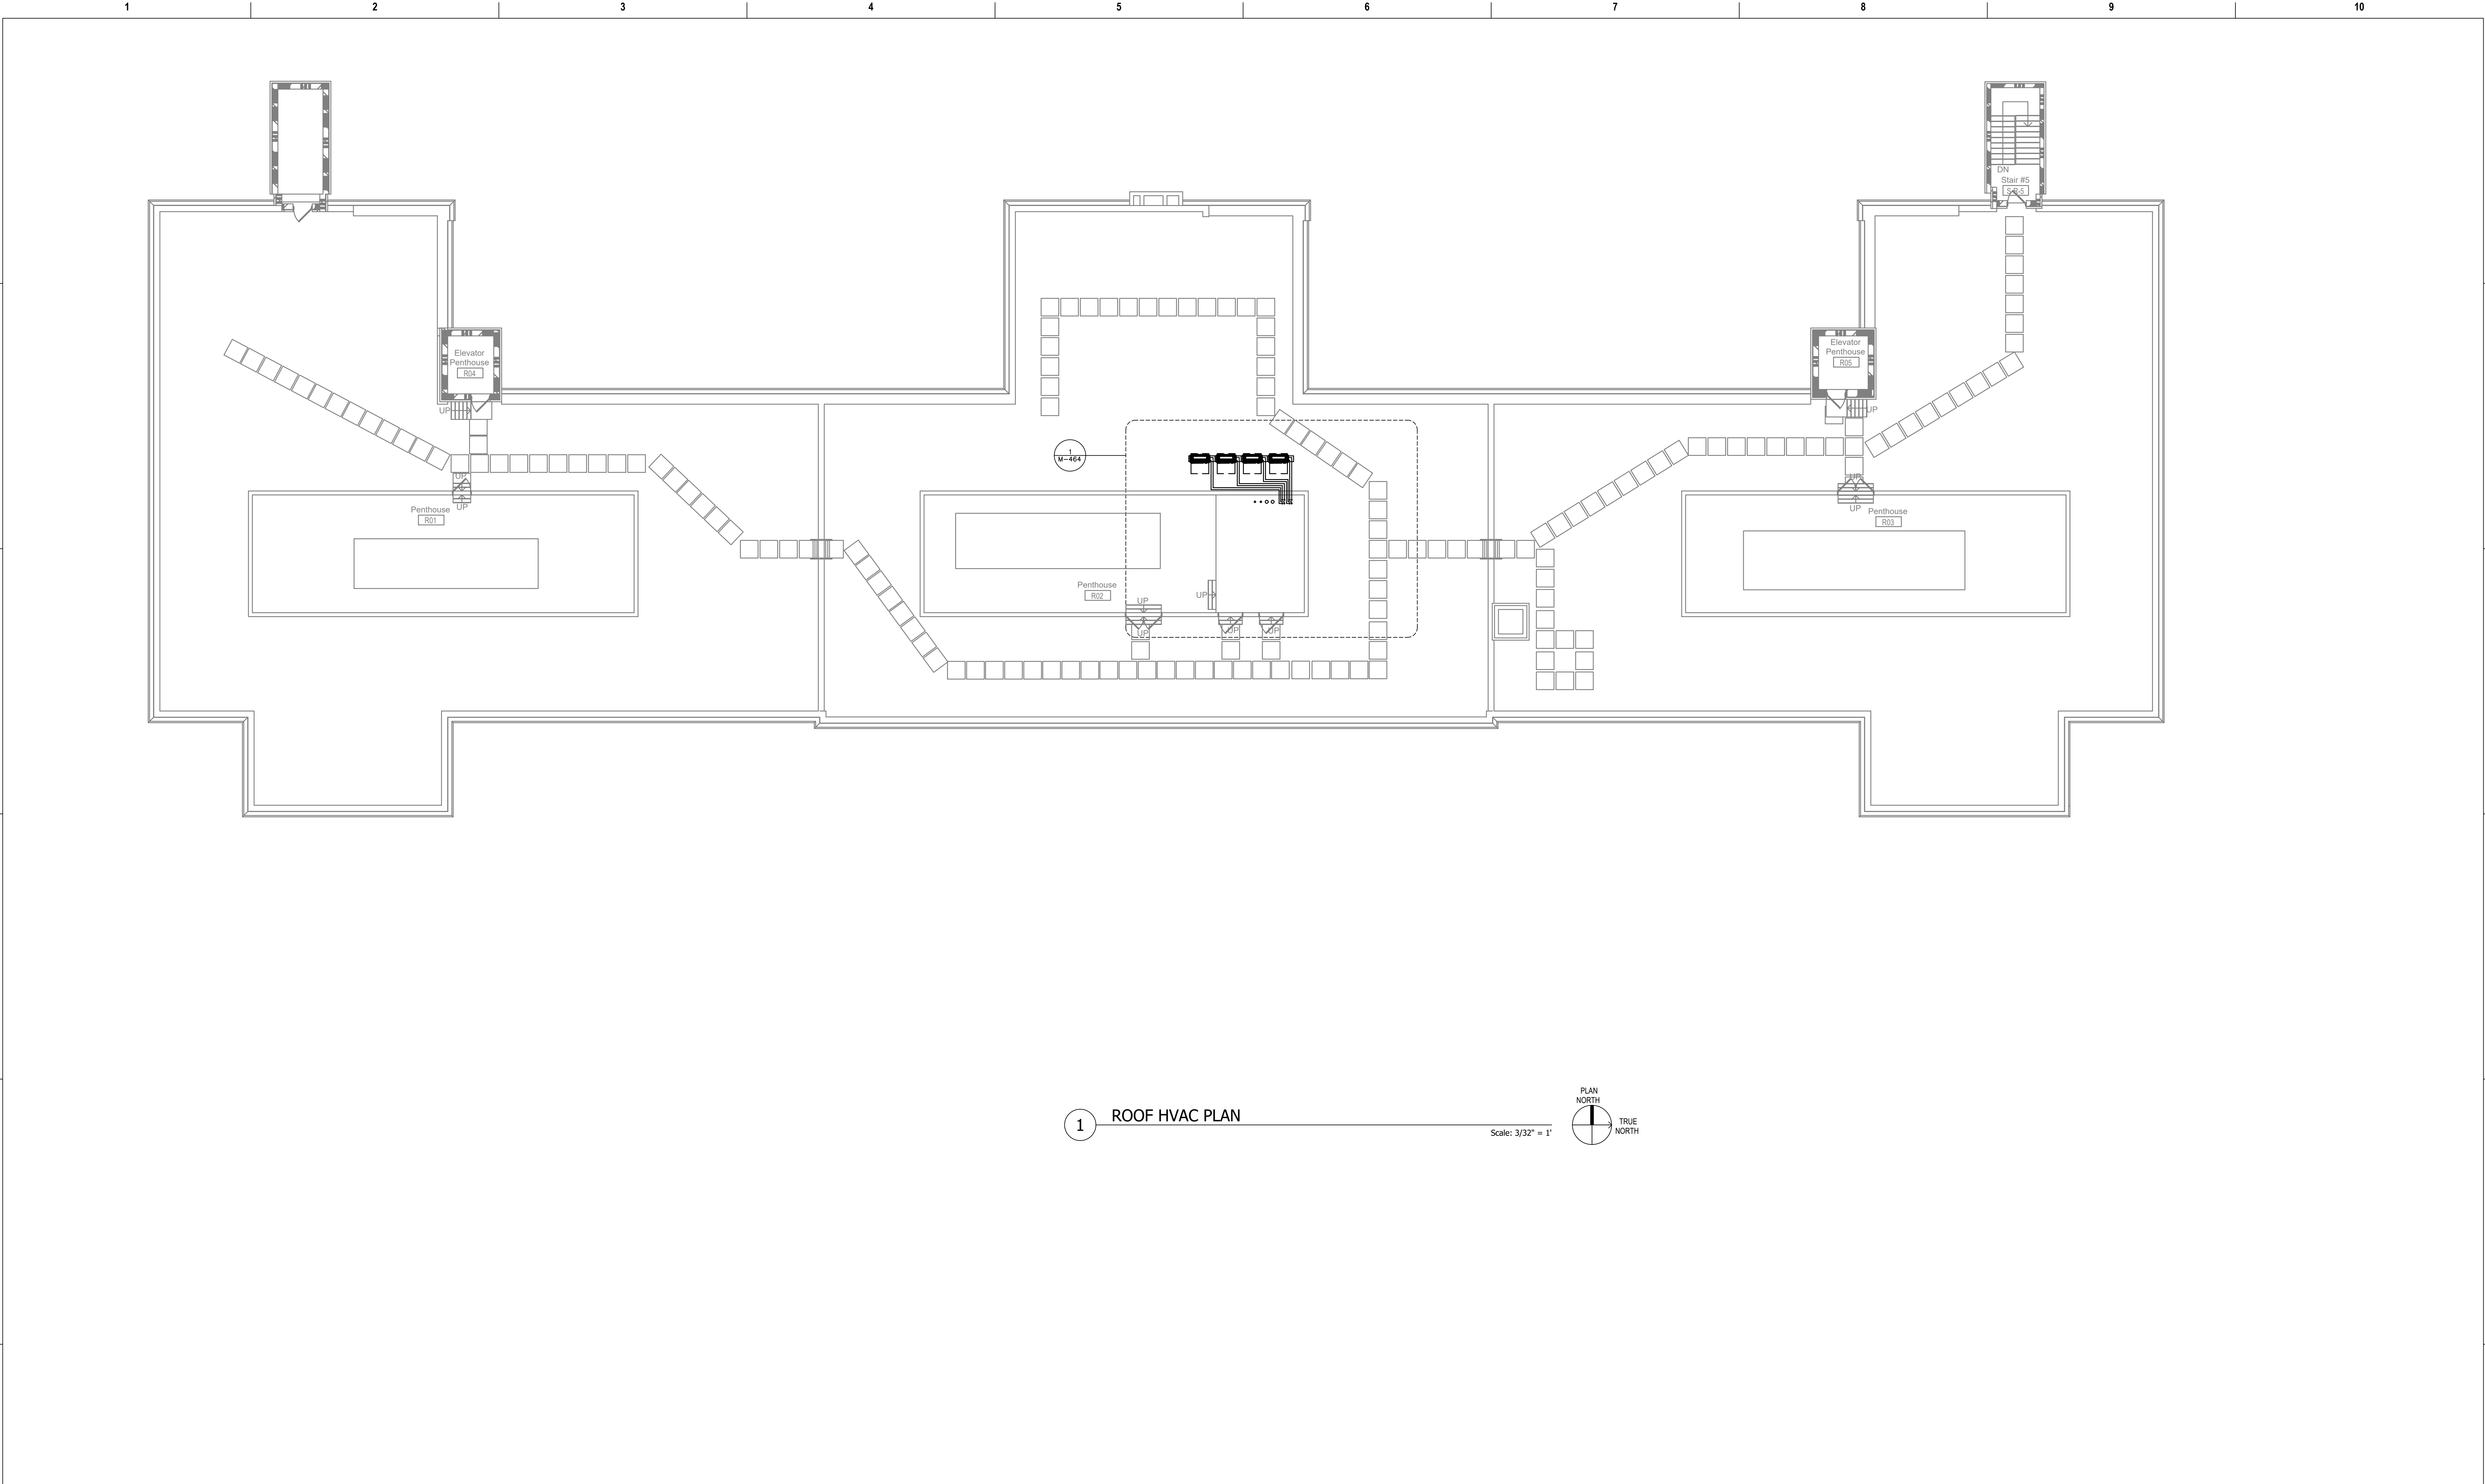 1 2 3 4 5 6 7 8 9 10
DN
Stair #5
S-R-5
Elevator
Penthouse
R04
UP
Elevator
Penthouse
R05
UP
1
M-464
UP
UP
Penthouse
R01
UP
UP
Penthouse
R03
Penthouse
R02
UP
UP
UP
UP
UP
1
ROOF HVAC PLAN
Scale: 3/32" = 1'
PLAN
NORTH
TRUE
NORTH